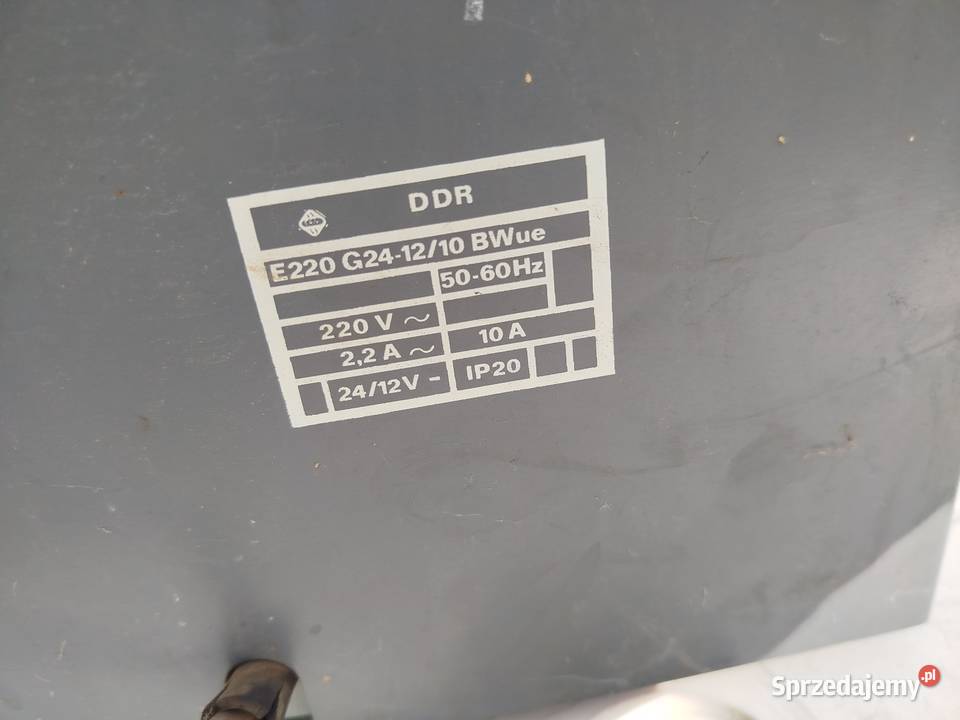 DDR
E220 G24-12/10 BWue
50-60Hz
220 V ~
2,2 A ~ 10 A
24/12V - IP20
Sprzedajemy.pl